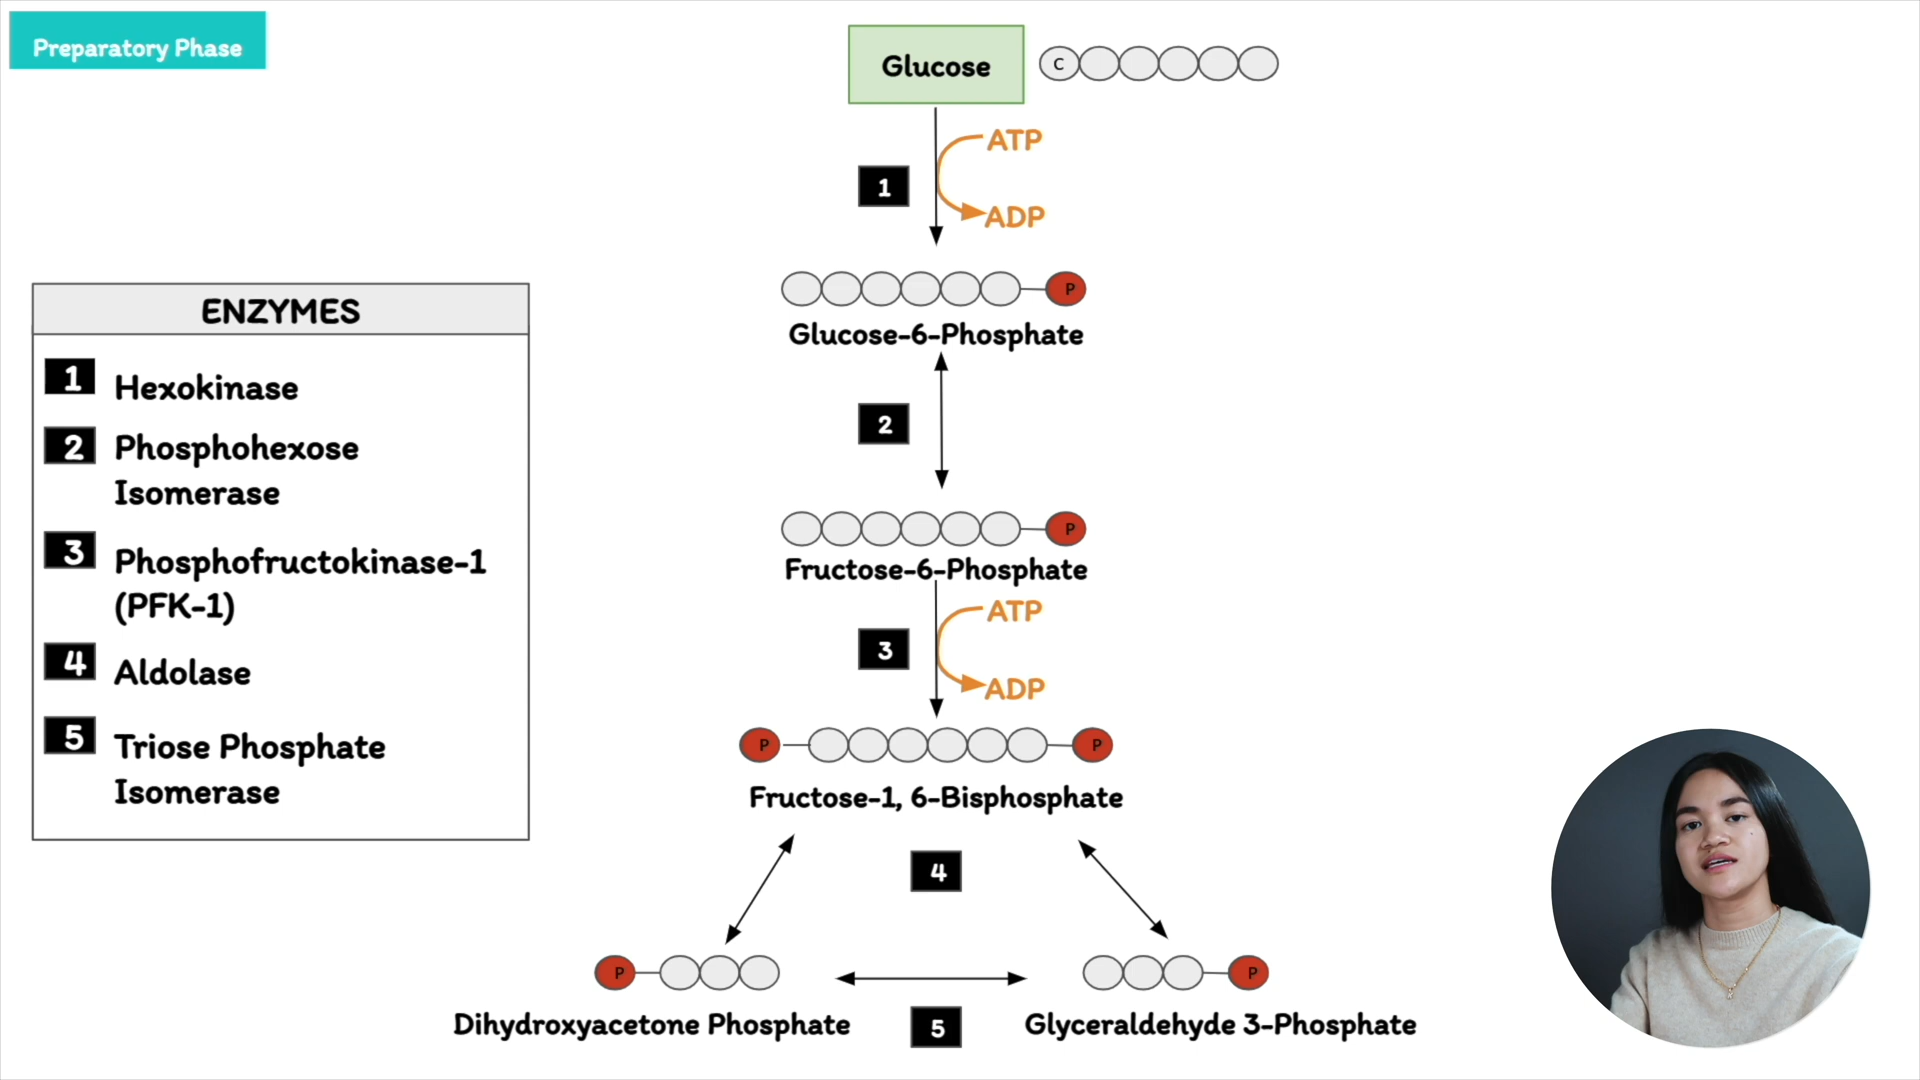 Preparatory Phase
Glucose
C
ATP
1
ADP
P
Glucose-6-Phosphate
2
P
Fructose-6-Phosphate
ATP
3
ADP
P
P
Fructose-1, 6-Bisphosphate
4
P
P
Dihydroxyacetone Phosphate
5
Glyceraldehyde 3-Phosphate
ENZYMES
1 Hexokinase
2 Phosphohexose
Isomerase
3 Phosphofructokinase-1
(PFK-1)
4 Aldolase
5 Triose Phosphate
Isomerase